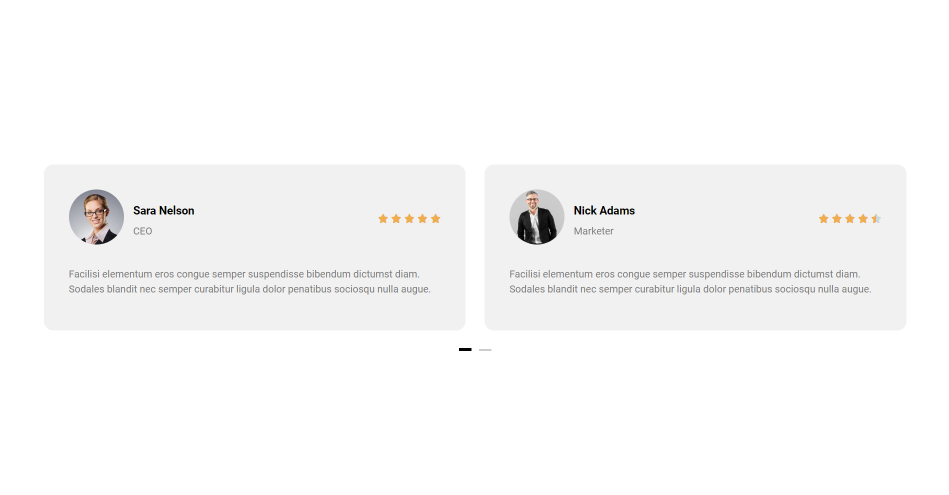 Sara Nelson
CEO
Facilisi elementum eros congue semper suspendisse bibendum dictumst diam.
Sodales blandit nec semper curabitur ligula dolor penatibus sociosqu nulla augue.
Nick Adams
Marketer
Facilisi elementum eros congue semper suspendisse bibendum dictumst diam.
Sodales blandit nec semper curabitur ligula dolor penatibus sociosqu nulla augue.